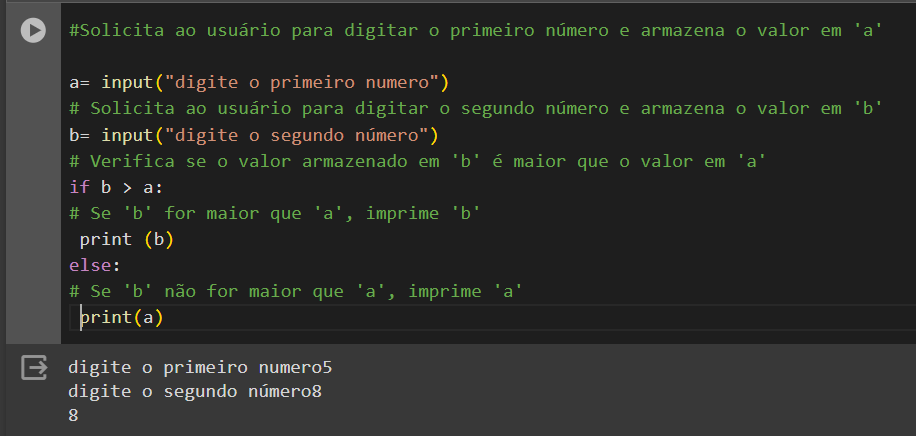 #Solicita ao usuário para digitar o primeiro número e armazena o valor em 'a'
a= input("digite o primeiro numero")
# Solicita ao usuário para digitar o segundo número e armazena o valor em 'b'
b= input("digite o segundo número")
# Verifica se o valor armazenado em 'b' é maior que o valor em 'a'
if b > a:
# Se 'b' for maior que 'a', imprime 'b'
 print (b)
else:
# Se 'b' não for maior que 'a', imprime 'a'
 print(a)
digite o primeiro numero5
digite o segundo número8
8